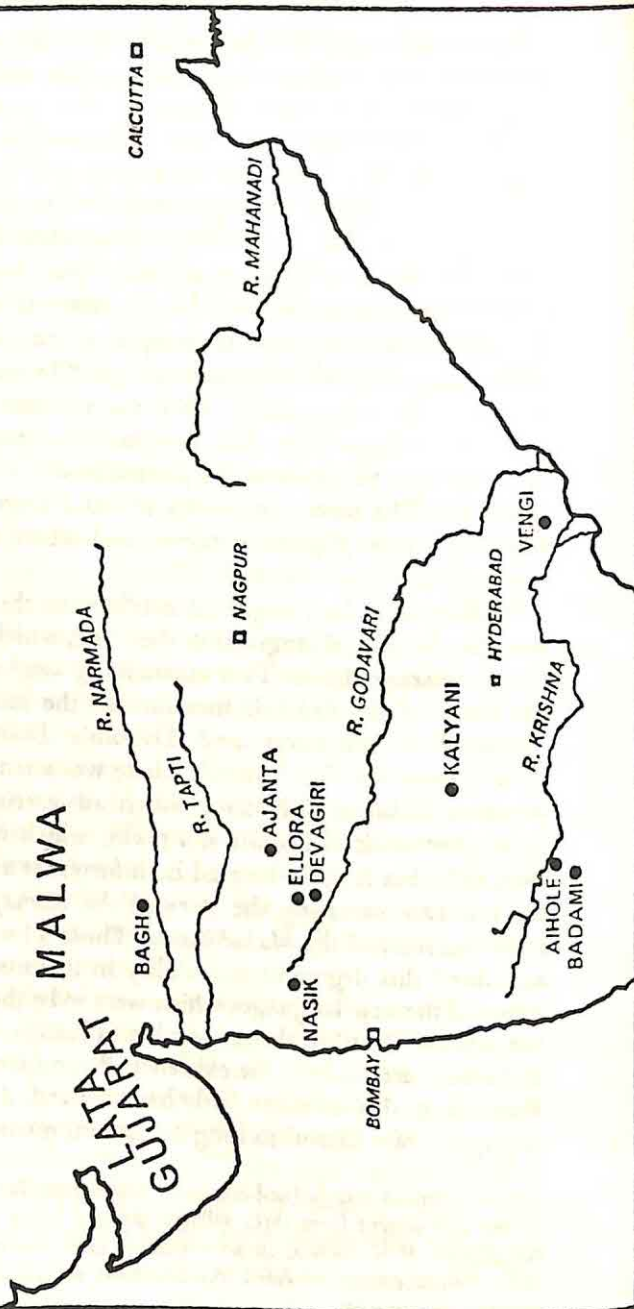 MALWA
LATA
GUJARAT
CALCUTTA
R. NARMADA
BAGH
R. TAPTI
R. MAHANADI
NAGPUR
AJANTA
ELLORA
DEVAGIRI
NASIK
R. GODAVARI
BOMBAY
KALYANI
HYDERABAD
VENGI
R. KRISHNA
AIHOLE
BADAMI